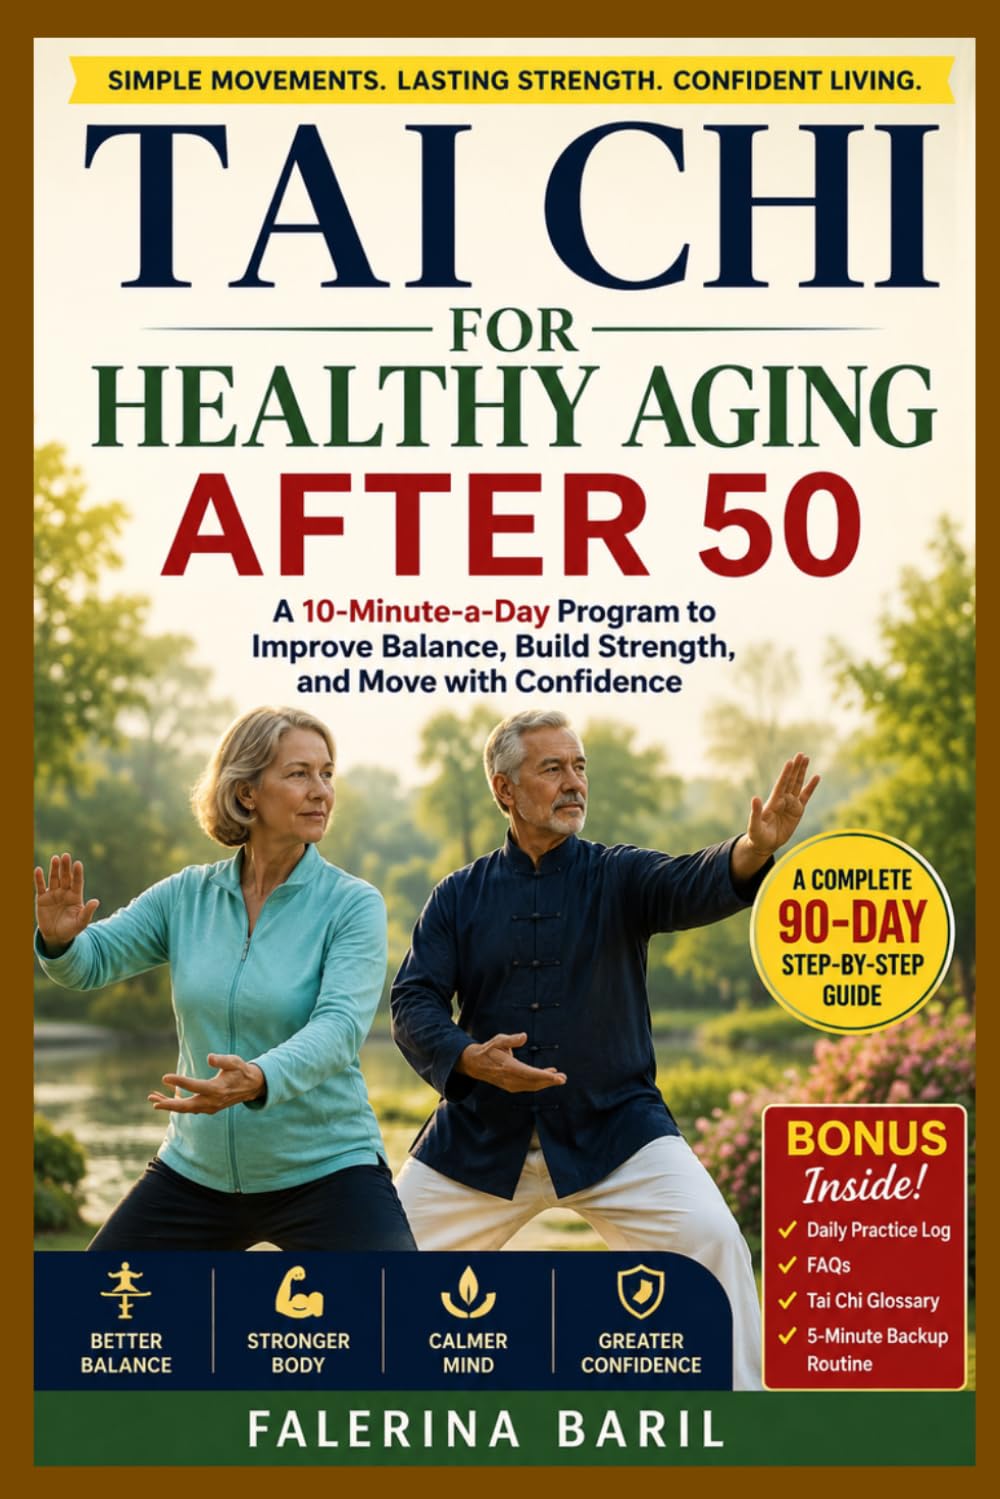 SIMPLE MOVEMENTS. LASTING STRENGTH. CONFIDENT LIVING.
TAI CHI
FOR
HEALTHY AGING
AFTER 50
A 10-Minute-a-Day Program to
Improve Balance, Build Strength,
and Move with Confidence
A COMPLETE
90-DAY
STEP-BY-STEP
GUIDE
BONUS
Inside!
Daily Practice Log
FAQs
Tai Chi Glossary
5-Minute Backup
Routine
BETTER
BALANCE
STRONGER
BODY
CALMER
MIND
GREATER
CONFIDENCE
FALERINA BARIL